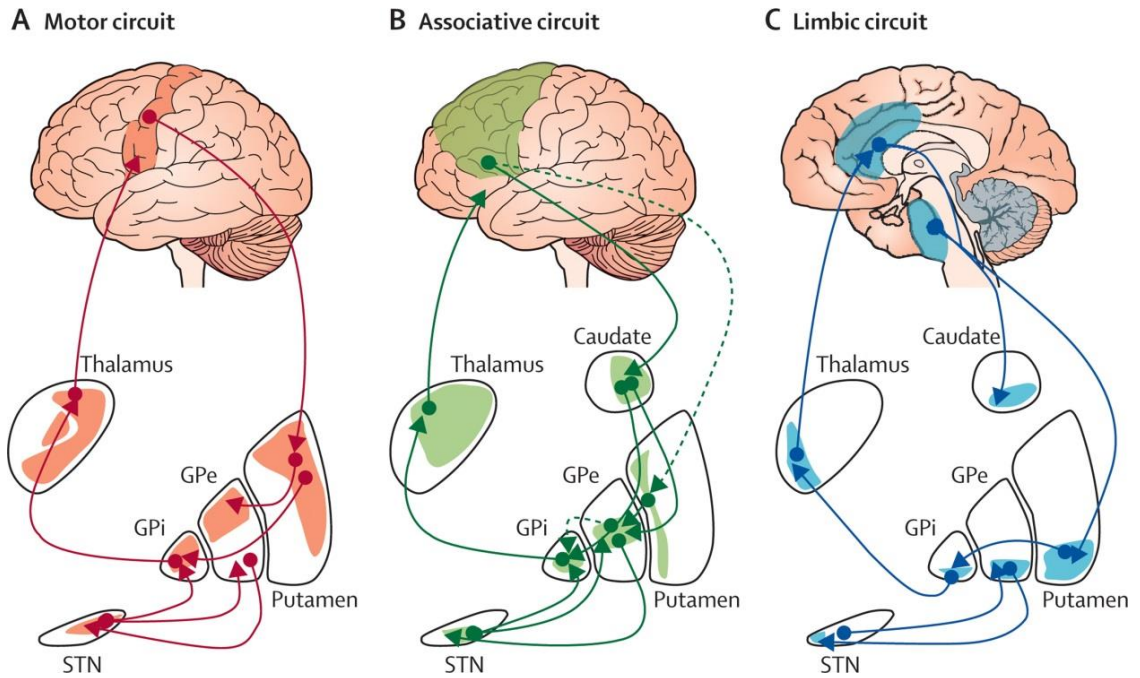 A Motor circuit
B Associative circuit
C Limbic circuit
Thalamus
GPe
GPi
Putamen
STN
Caudate
Thalamus
GPe
GPi
Putamen
STN
Caudate
Thalamus
GPe
GPi
Putamen
STN